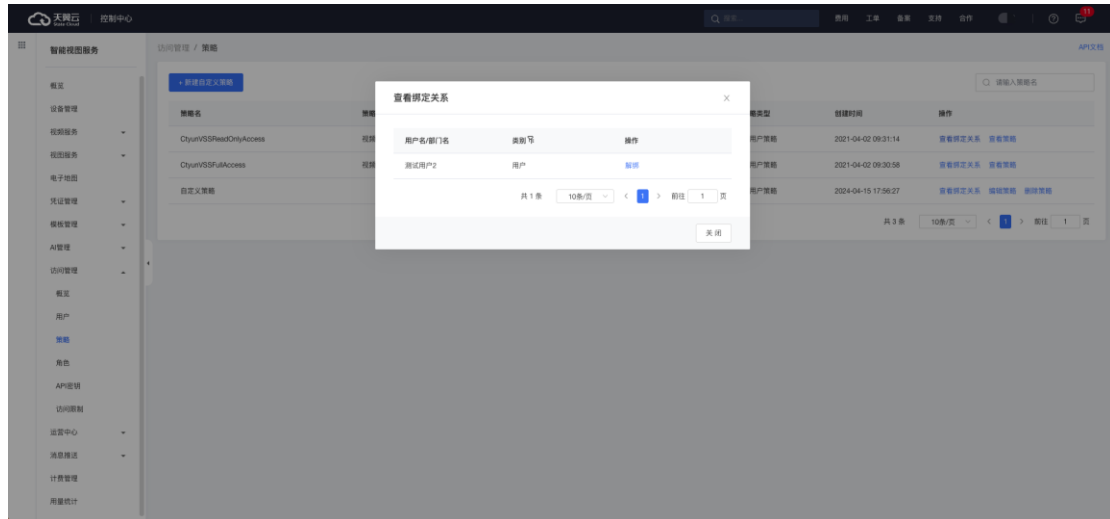 天翼云 控制中心 搜索 费用 工单 备案 支持 合作 11
State Cloud
智能视图服务
访问管理 / 策略 API文档
概览
设备管理
视频服务
视图服务
电子地图
凭证管理
模板管理
AI管理
访问管理
概览
用户
策略
角色
API密钥
访问限制
运营中心
消息推送
计费管理
用量统计
+ 新建自定义策略 请输入策略名
策略名 策略 略类型 创建时间 操作
CtyunVSSReadOnlyAccess 视频 用户策略 2021-04-02 09:31:14 查看绑定关系 查看策略
CtyunVSSFullAccess 视频 用户策略 2021-04-02 09:30:56 查看绑定关系 查看策略
自定义策略 用户策略 2024-04-15 17:56:27 查看绑定关系 编辑策略 删除策略
共 3 条 10条/页 1 前往 1 页
查看绑定关系
用户名/部门名 类别 操作
测试用户2 用户 解绑
共 1 条 10条/页 1 前往 1 页
关 闭